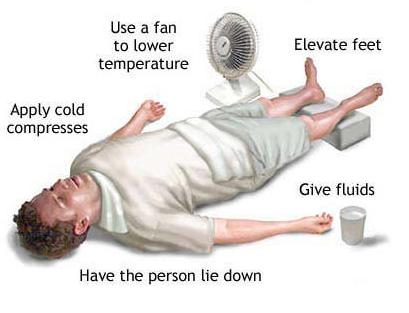 Use a fan
to lower
temperature
Elevate feet
Apply cold
compresses
Give fluids
Have the person lie down